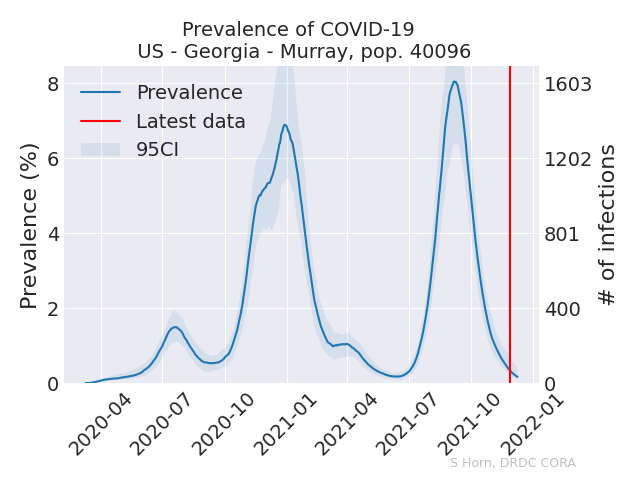 Prevalence of COVID-19
US - Georgia - Murray, pop. 40096
Prevalence
Latest data
95CI
Prevalence (%)
8
6
4
2
0
# of infections
1603
1202
801
400
0
2020-04
2020-07
2020-10
2021-01
2021-04
2021-07
2021-10
2022-01
S Horn, DRDC CORA